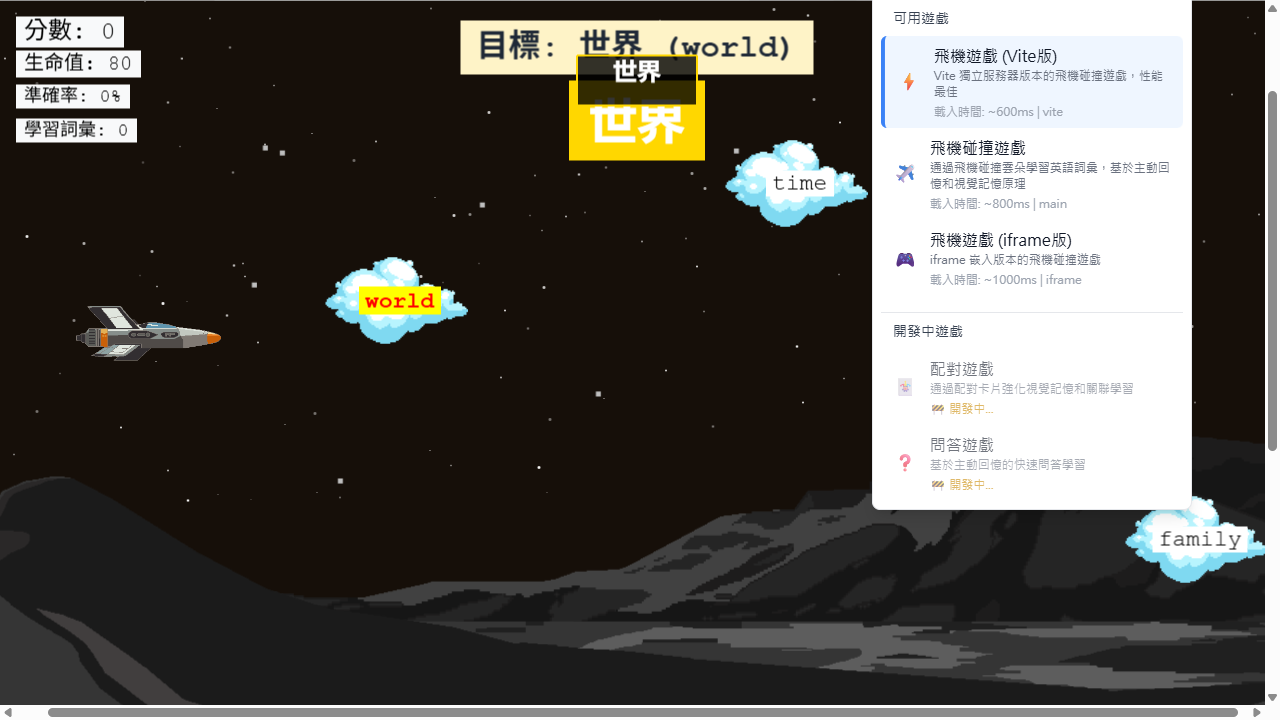 分數: 0
生命值: 80
準確率: 0%
學習詞彙: 0
目標: 世界 (world)
世界
世界
time
world
family
可用遊戲
飛機遊戲 (Vite版)
Vite 獨立服務器版本的飛機碰撞遊戲，性能
最佳
載入時間: ~600ms | vite
飛機碰撞遊戲
通過飛機碰撞雲朵學習英語詞彙，基於主動回
憶和視覺記憶原理
載入時間: ~800ms | main
飛機遊戲 (iframe版)
iframe 嵌入版本的飛機碰撞遊戲
載入時間: ~1000ms | iframe
開發中遊戲
配對遊戲
通過配對卡片強化視覺記憶和關聯學習
開發中...
問答遊戲
基於主動回憶的快速問答學習
開發中...